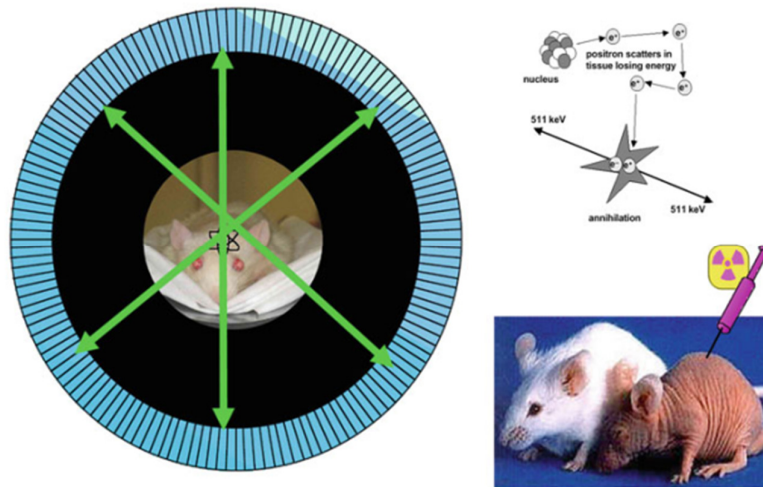 e⁺
e⁺
positron scatters in
tissue losing energy
nucleus
e⁺
e⁺
511 keV
e⁻ e⁺
511 keV
annihilation